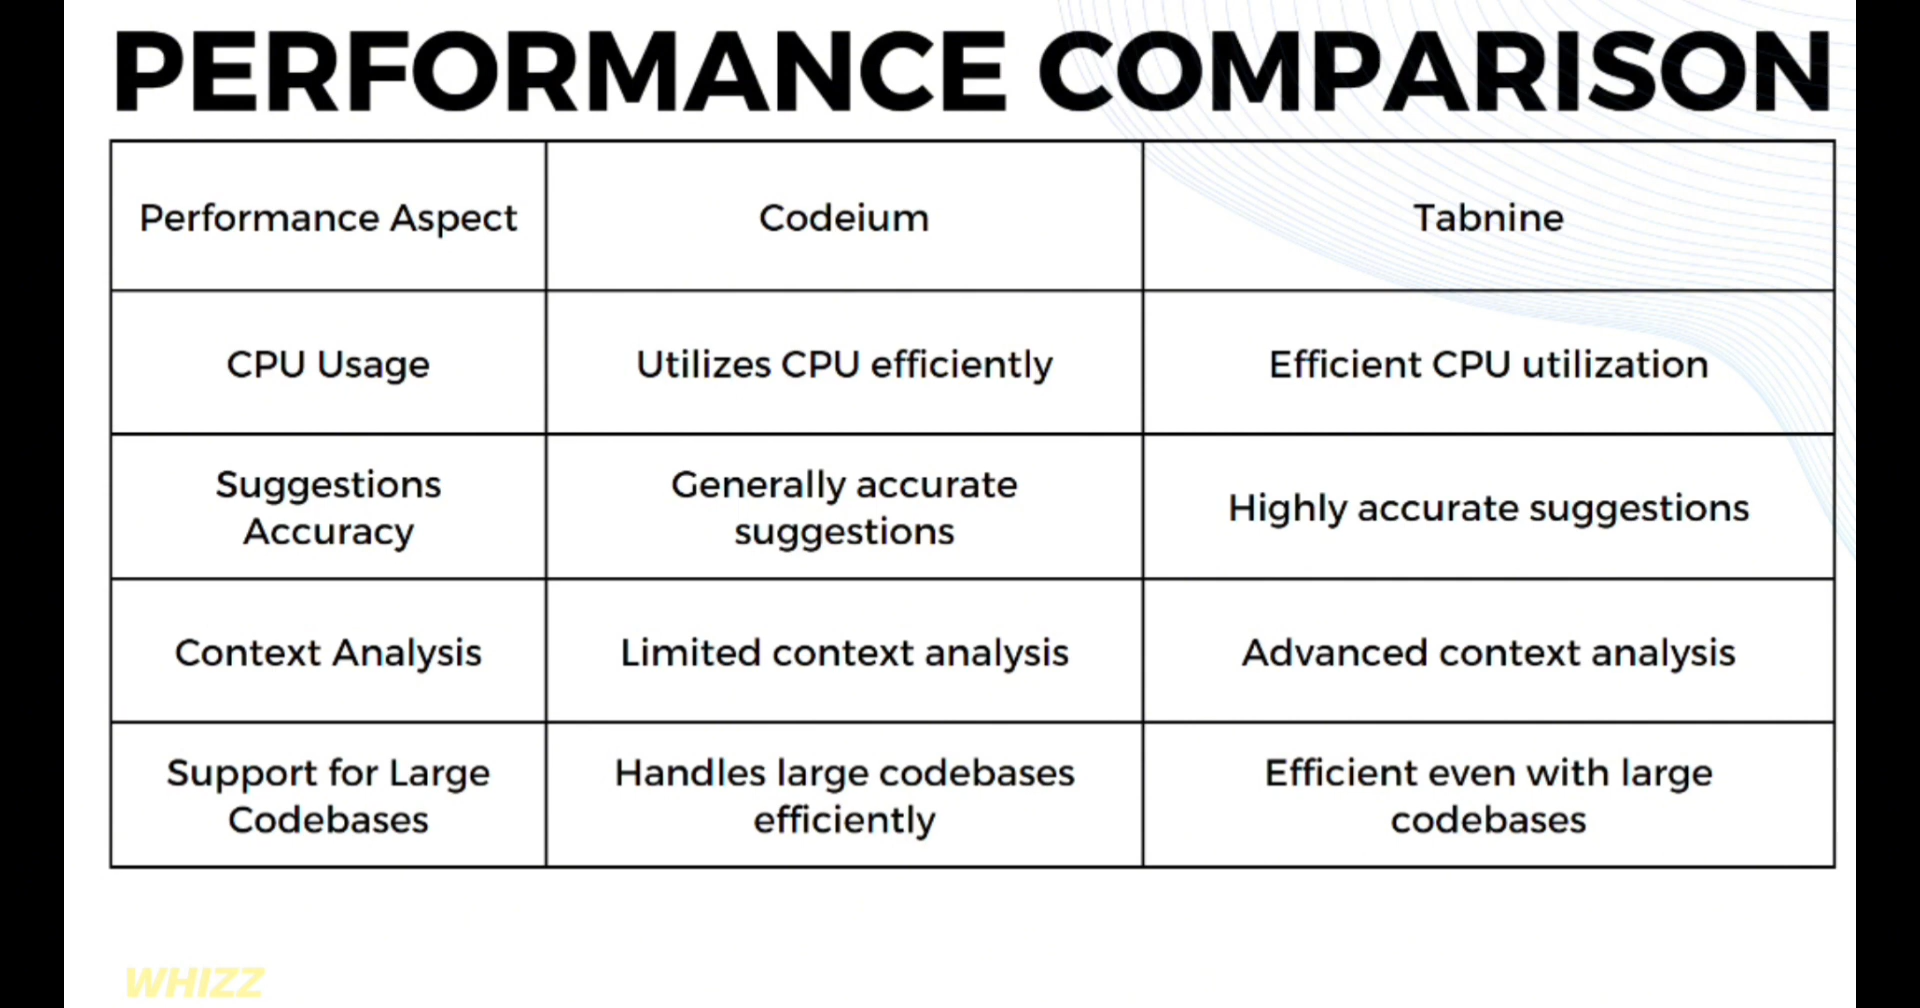 PERFORMANCE COMPARISON
Performance Aspect
Codeium
Tabnine
CPU Usage
Utilizes CPU efficiently
Efficient CPU utilization
Suggestions
Accuracy
Generally accurate
suggestions
Highly accurate suggestions
Context Analysis
Limited context analysis
Advanced context analysis
Support for Large
Codebases
Handles large codebases
efficiently
Efficient even with large
codebases
WHIZZ